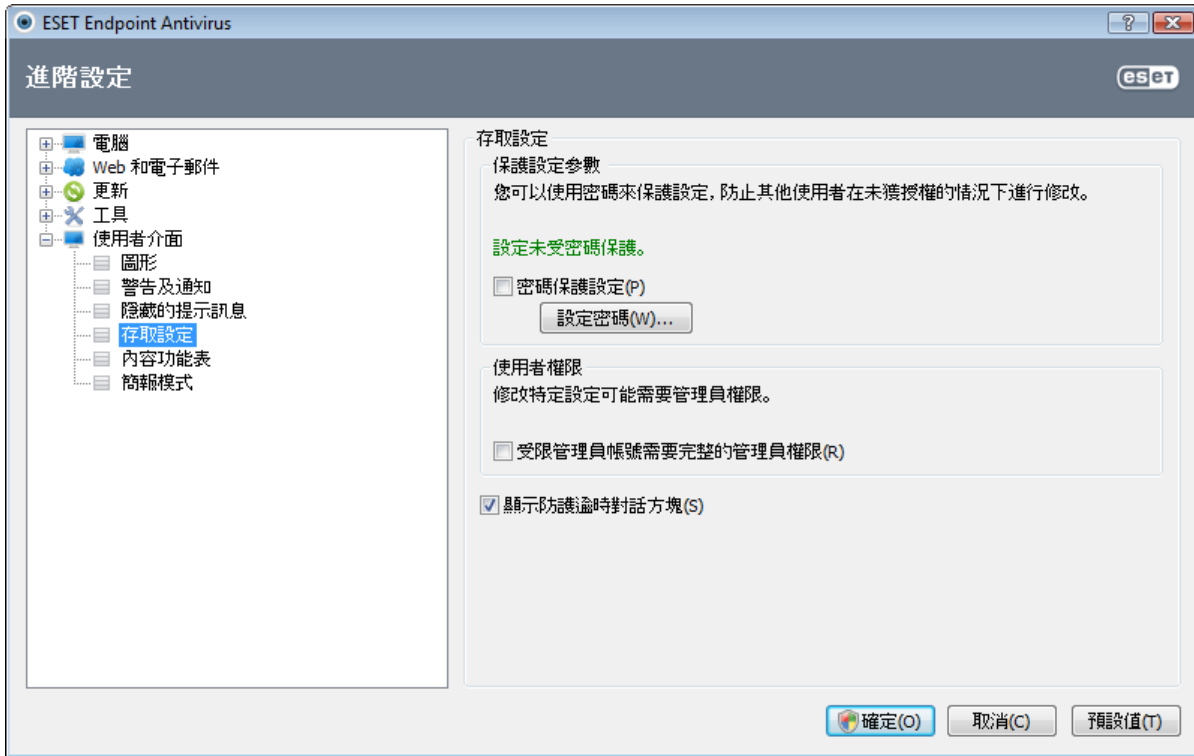 ESET Endpoint Antivirus
進階設定
eseT
電腦
Web 和電子郵件
更新
工具
使用者介面
圖形
警告及通知
隱藏的提示訊息
存取設定
內容功能表
簡報模式
存取設定
保護設定參數
您可以使用密碼來保護設定, 防止其他使用者在未獲授權的情況下進行修改。
設定未受密碼保護。
密碼保護設定(P)
設定密碼(W)...
使用者權限
修改特定設定可能需要管理員權限。
受限管理員帳號需要完整的管理員權限(R)
顯示防護逾時對話方塊(S)
確定(O)
取消(C)
預設值(T)